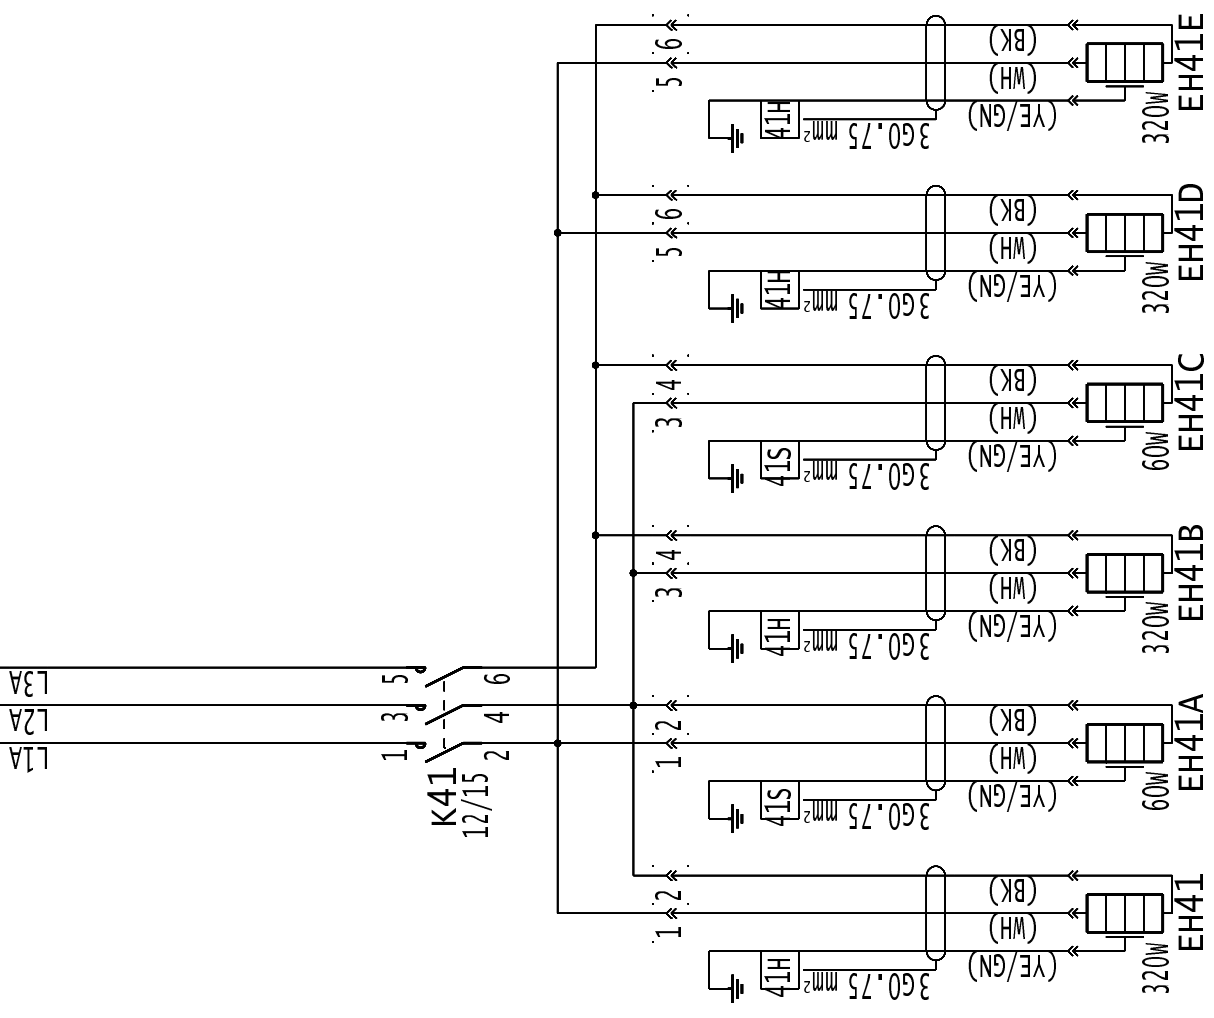 6
5
(BK)
(WH)
(YE/GN)
41H
3G0.75 mm²
320W
EH41E
6
5
(BK)
(WH)
(YE/GN)
41H
3G0.75 mm²
320W
EH41D
4
3
(BK)
(WH)
(YE/GN)
41S
3G0.75 mm²
60W
EH41C
4
3
(BK)
(WH)
(YE/GN)
41H
3G0.75 mm²
320W
EH41B
L3A
5
6
L2A
3
4
L1A
1
2
K41
12/15
2
1
(BK)
(WH)
(YE/GN)
41S
3G0.75 mm²
60W
EH41A
2
1
(BK)
(WH)
(YE/GN)
41H
3G0.75 mm²
320W
EH41